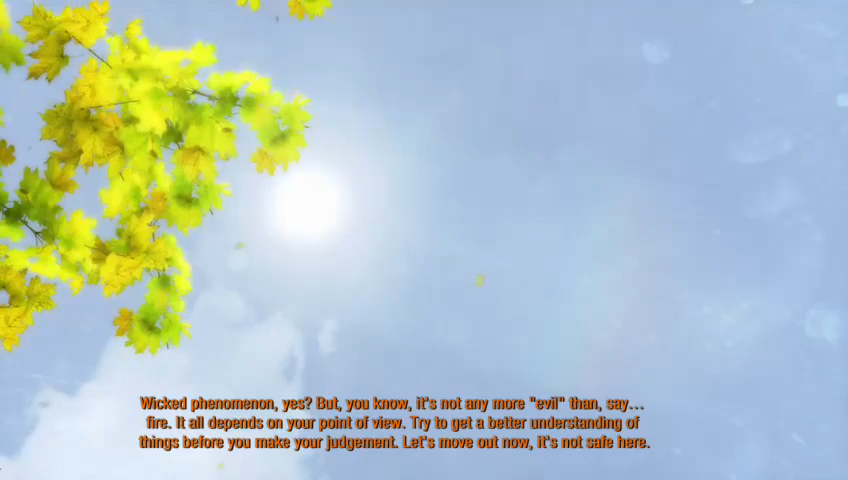 Wicked phenomenon, yes? But, you know, it's not any more "evil" than, say...
fire. It all depends on your point of view. Try to get a better understanding of
things before you make your judgement. Let's move out now, it's not safe here.